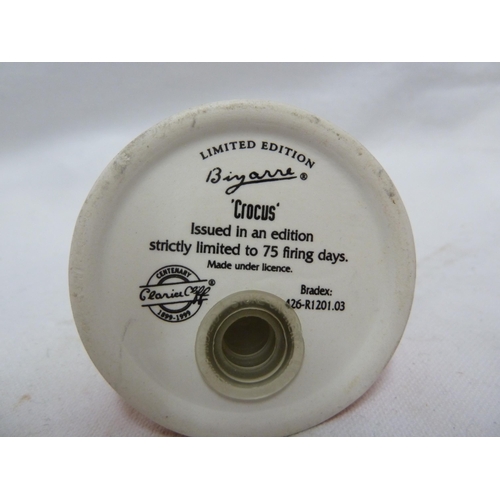 LIMITED EDITION
Bizarre ®
'Crocus'
Issued in an edition
strictly limited to 75 firing days.
Made under licence.
CENTENARY
Clarice Cliff ®
1899-1999
Bradex:
A26-R1201.03